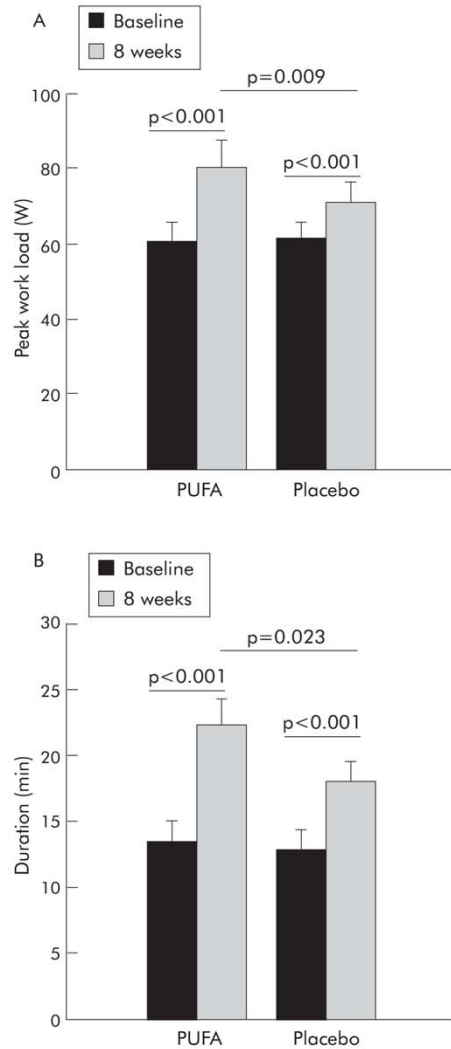 A
Baseline
8 weeks
p=0.009
p<0.001
p<0.001
100
80
60
40
20
0
Peak work load (W)
PUFA
Placebo
B
Baseline
8 weeks
p=0.023
p<0.001
p<0.001
30
25
20
15
10
5
0
Duration (min)
PUFA
Placebo